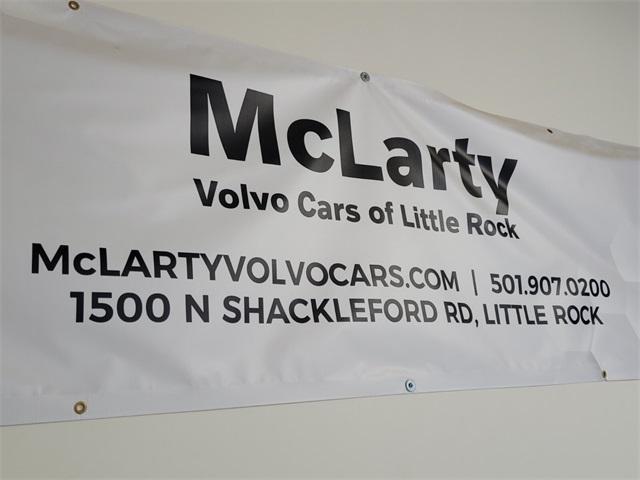 McLarty
Volvo Cars of Little Rock
McLARTYVOLVOCARS.COM | 501.907.0200
1500 N SHACKLEFORD RD, LITTLE ROCK